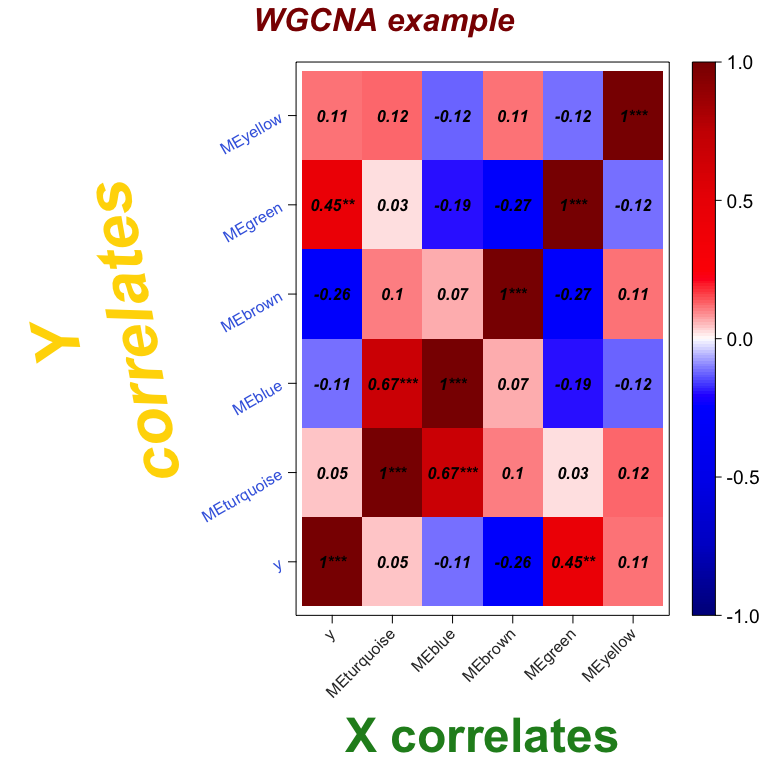 WGCNA example
Y
correlates
MEyellow 0.11 0.12 -0.12 0.11 -0.12 1***
MEgreen 0.45** 0.03 -0.19 -0.27 1*** -0.12
MEbrown -0.26 0.1 0.07 1*** -0.27 0.11
MEblue -0.11 0.67*** 1*** 0.07 -0.19 -0.12
MEturquoise 0.05 1*** 0.67*** 0.1 0.03 0.12
y 1*** 0.05 -0.11 -0.26 0.45** 0.11
y MEturquoise MEblue MEbrown MEgreen MEyellow
X correlates
1.0
0.5
0.0
-0.5
-1.0